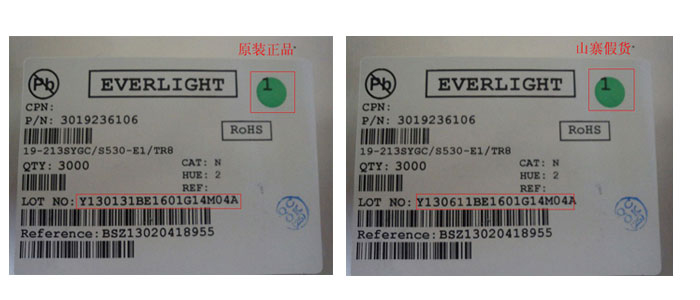 原装正品
Pb
EVERLIGHT
1
CPN:
P/N: 3019236106
RoHS
19-213SYGC/S530-E1/TR8
QTY: 3000
CAT: N
HUE: 2
REF:
LOT NO: Y130131BE1601G14M04A
Reference: BSZ13020418955
山寨假货
Pb
EVERLIGHT
1
CPN:
P/N: 3019236106
RoHS
19-213SYGC/S530-E1/TR8
QTY: 3000
CAT: N
HUE: 2
REF:
LOT NO: Y130611BE1601G14M04A
Reference: BSZ13020418955